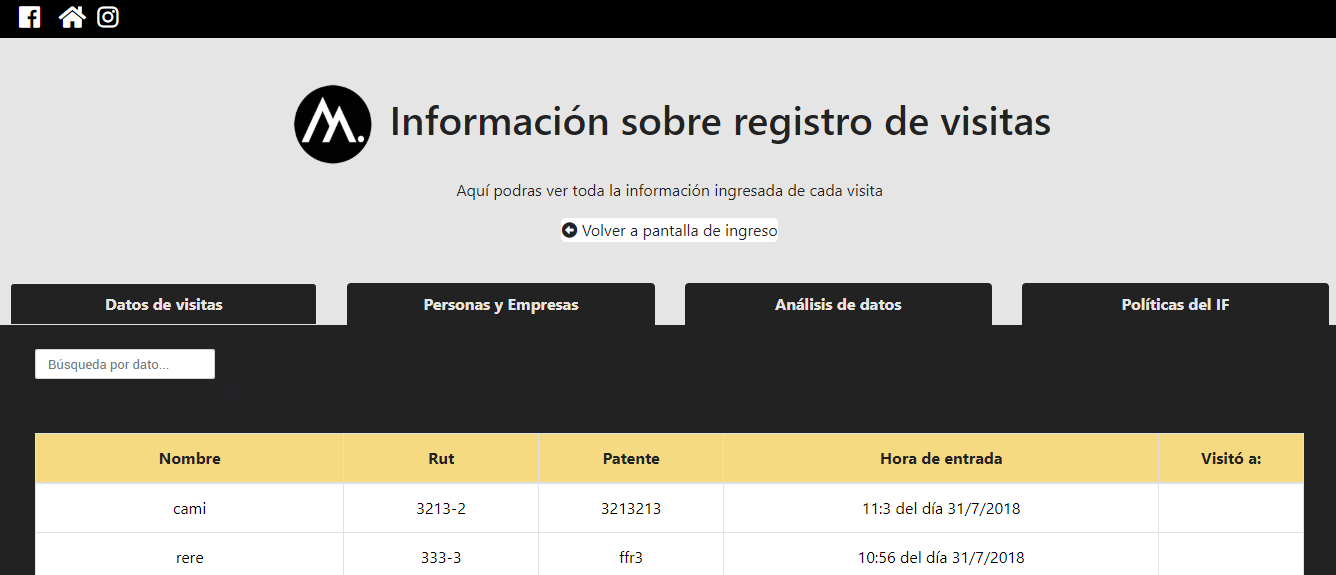 M.
Información sobre registro de visitas
Aquí podras ver toda la información ingresada de cada visita
Volver a pantalla de ingreso
Datos de visitas Personas y Empresas Análisis de datos Políticas del IF
Búsqueda por dato...
Nombre Rut Patente Hora de entrada Visitó a:
cami 3213-2 3213213 11:3 del día 31/7/2018
rere 333-3 ffr3 10:56 del día 31/7/2018